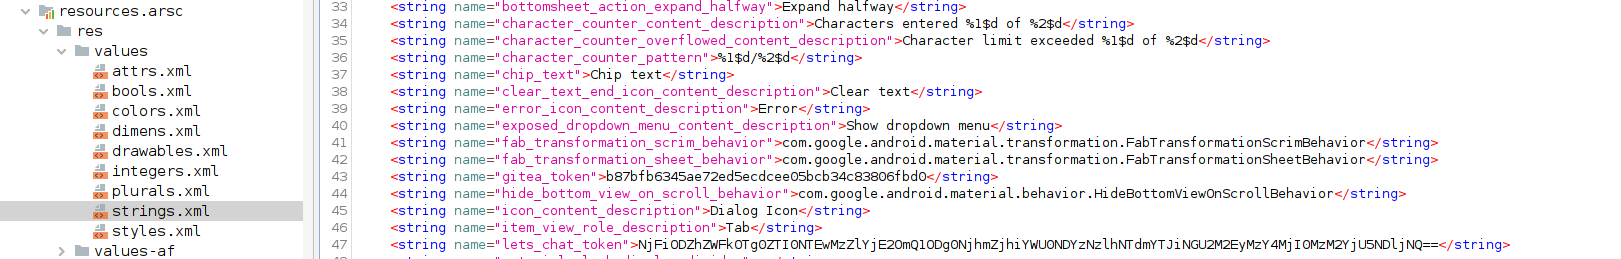 resources.arsc
res
values
attrs.xml
bools.xml
colors.xml
dimens.xml
drawables.xml
integers.xml
plurals.xml
strings.xml
styles.xml
values-af
33 <string name="bottomsheet_action_expand_halfway">Expand halfway</string>
34 <string name="character_counter_content_description">Characters entered %1$d of %2$d</string>
35 <string name="character_counter_overflowed_content_description">Character limit exceeded %1$d of %2$d</string>
36 <string name="character_counter_pattern">%1$d/%2$d</string>
37 <string name="chip_text">Chip text</string>
38 <string name="clear_text_end_icon_content_description">Clear text</string>
39 <string name="error_icon_content_description">Error</string>
40 <string name="exposed_dropdown_menu_content_description">Show dropdown menu</string>
41 <string name="fab_transformation_scrim_behavior">com.google.android.material.transformation.FabTransformationScrimBehavior</string>
42 <string name="fab_transformation_sheet_behavior">com.google.android.material.transformation.FabTransformationSheetBehavior</string>
43 <string name="gitea_token">b87bfb6345ae72ed5ecdcee05bcb34c83806fbd0</string>
44 <string name="hide_bottom_view_on_scroll_behavior">com.google.android.material.behavior.HideBottomViewOnScrollBehavior</string>
45 <string name="icon_content_description">Dialog Icon</string>
46 <string name="item_view_role_description">Tab</string>
47 <string name="lets_chat_token">NjFiODZhZWFkOTg0ZTI0NTEwMzZlYjE2OmQ1ODg0NjhmZjhiYWU0NDYzNzlhNTdmYTJiNGU2M2EyMzY4MjI0MzM2YjU5NDljNQ==</string>